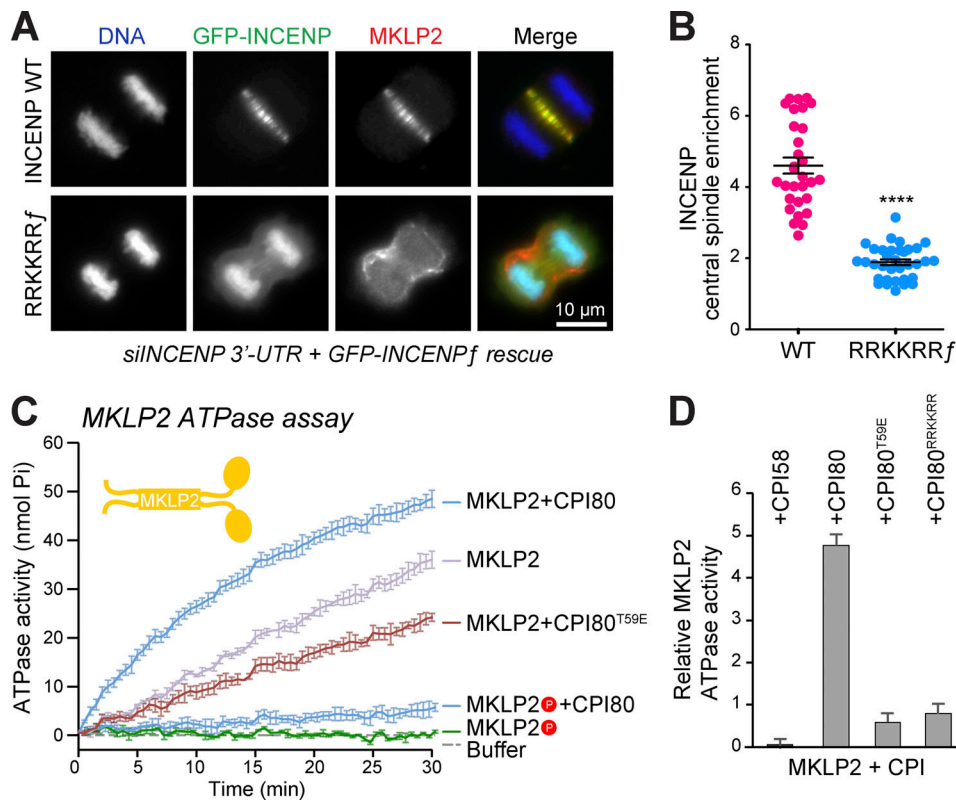 A
DNA
GFP-INCENP
MKLP2
Merge
INCENP WT
RRKKRRƒ
10 µm
siINCENP 3’-UTR + GFP-INCENPƒ rescue
B
INCENP
central spindle enrichment
8
6
4
2
0
****
WT
RRKKRRƒ
C
MKLP2 ATPase assay
ATPase activity (nmol Pi)
60
50
40
30
20
10
0
MKLP2
MKLP2+CPI80
MKLP2
MKLP2+CPI80T59E
MKLP2 P +CPI80
MKLP2 P
Buffer
0
5
10
15
20
25
30
Time (min)
D
+CPI58
+CPI80
+CPI80T59E
+CPI80RRKKRR
Relative MKLP2
ATPase activity
6
5
4
3
2
1
0
MKLP2 + CPI